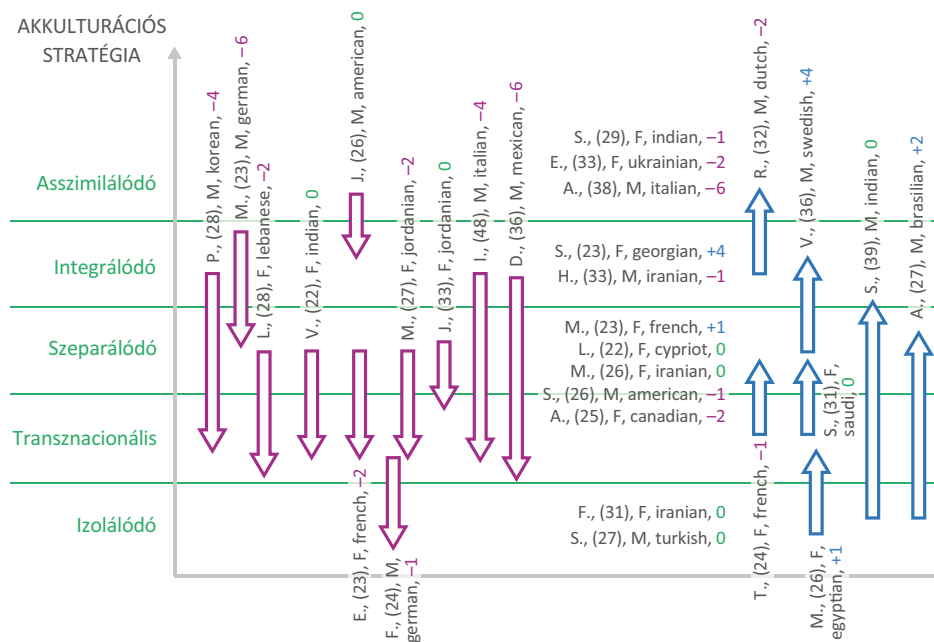 AKKULTURÁCIÓS
STRATÉGIA
Asszimilálódó
Integrálódó
Szeparálódó
Transznacionális
Izolálódó
P., (28), M, korean, –4
M., (23), M, german, –6
L., (28), F, lebanese, –2
V., (22), F, indian, 0
J., (26), M, american, 0
E., (23), F, french, –2
F., (24), M,
german, –1
M., (27), F, jordanian, –2
J., (33), F, jordanian, 0
I., (48), M, italian, –4
D., (36), M, mexican, –6
S., (29), F, indian, –1
E., (33), F, ukrainian, –2
A., (38), M, italian, –6
S., (23), F, georgian, +4
H., (33), M, iranian, –1
M., (23), F, french, +1
L., (22), F, cypriot, 0
M., (26), F, iranian, 0
S., (26), M, american, –1
A., (25), F, canadian, –2
F., (31), F, iranian, 0
S., (27), M, turkish, 0
R., (32), M, dutch, –2
T., (24), F, french, –1
V., (36), M, swedish, +4
S., (31), F,
saudi, 0
M., (26), F,
egyptian, +1
S., (39), M, indian, 0
A., (27), M, brasilian, +2